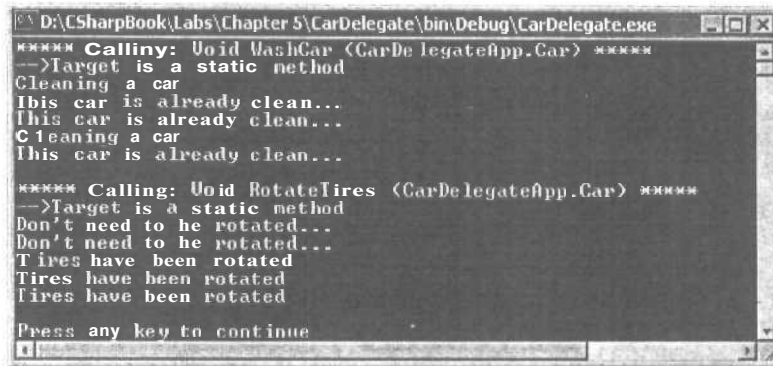 D:\CSharpBook\Labs\Chapter 5\CarDelegate\bin\Debug\CarDelegate.exe
***** Calliny: Void WashCar (CarDelegateApp.Car) *****
-->Target is a static method
Cleaning a car
Ibis car is already clean...
This car is already clean...
C1eaning a car
This car is already clean...
***** Calling: Void RotateTires (CarDelegateApp.Car) *****
-->Target is a static method
Don't need to he rotated...
Don't need to be rotated...
Tires have been rotated
Tires have been rotated
Tires have been rotated
Press any key to continue